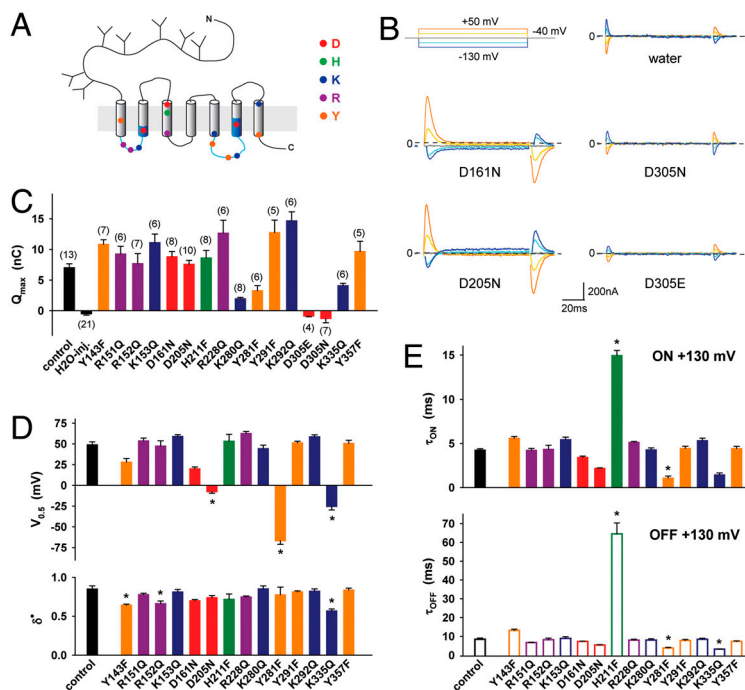 A
N
C
D
H
K
R
Y
B
+50 mV
-40 mV
-130 mV
0
water
0
D161N
0
D305N
0
D205N
0
D305E
200nA
20ms
C
Qmax (nC)
15
10
5
0
(13)
(21)
(7)
(6)
(7)
(6)
(8)
(10)
(8)
(6)
(8)
(6)
(5)
(6)
(4)
(7)
(6)
(5)
control
H2O-inj.
Y143F
R151Q
R152Q
K153Q
D161N
D205N
H211F
R228Q
K280Q
Y281F
Y291F
K292Q
D305E
D305N
K335Q
Y357F
D
V0.5 (mV)
75
50
25
0
-25
-50
-75
*
*
*
δ*
1.0
0.5
0.0
*
*
*
control
Y143F
R151Q
R152Q
K153Q
D161N
D205N
H211F
R228Q
K280Q
Y281F
Y291F
K292Q
K335Q
Y357F
E
ON +130 mV
τON (ms)
15
10
5
0
*
*
*
OFF +130 mV
τOFF (ms)
70
60
50
40
30
20
10
0
*
*
*
control
Y143F
R151Q
R152Q
K153Q
D161N
D205N
H211F
R228Q
K280Q
Y281F
Y291F
K292Q
K335Q
Y357F